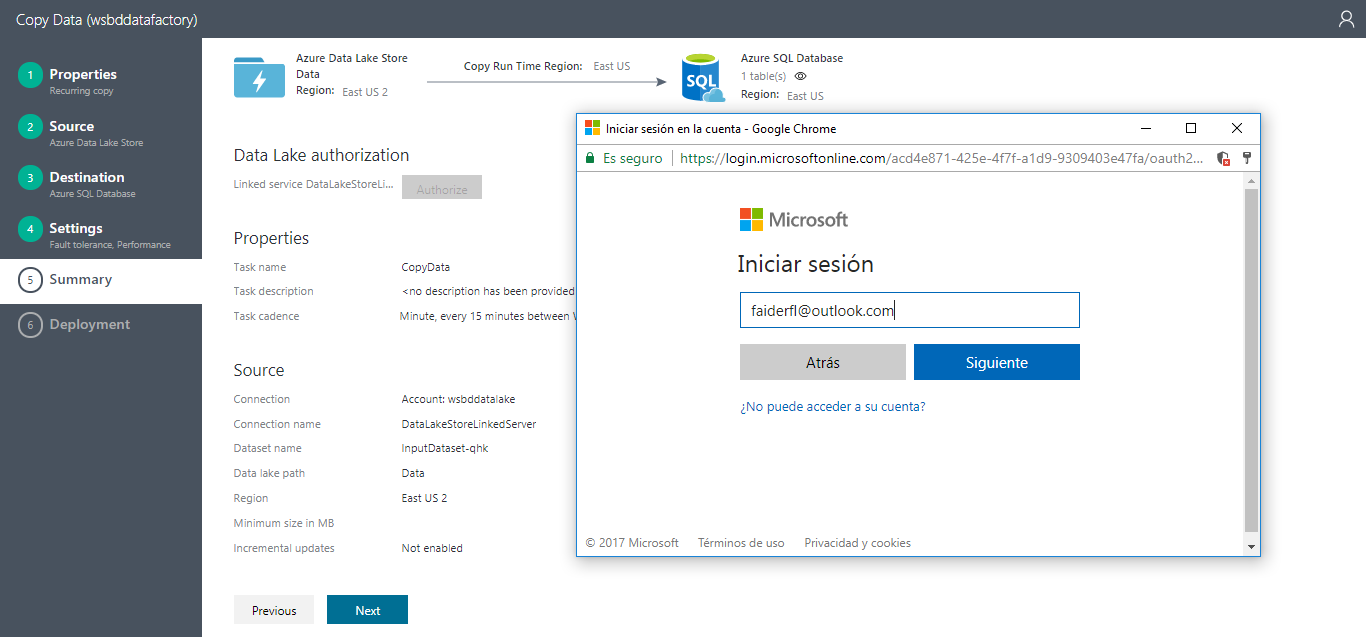 Copy Data (wsbddatafactory)
1 Properties
Recurring copy
2 Source
Azure Data Lake Store
3 Destination
Azure SQL Database
4 Settings
Fault tolerance, Performance
5 Summary
6 Deployment
Azure Data Lake Store
Data
Region: East US 2
Copy Run Time Region: East US
SQL
Azure SQL Database
1 table(s)
Region: East US
Data Lake authorization
Linked service DataLakeStoreLi... Authorize
Properties
Task name CopyData
Task description <no description has been provided
Task cadence Minute, every 15 minutes between
Source
Connection Account: wsbddatalake
Connection name DataLakeStoreLinkedServer
Dataset name InputDataset-qhk
Data lake path Data
Region East US 2
Minimum size in MB
Incremental updates Not enabled
Previous Next
Iniciar sesión en la cuenta - Google Chrome
Es seguro https://login.microsoftonline.com/acd4e871-425e-4f7f-a1d9-9309403e47fa/oauth2...
Microsoft
Iniciar sesión
faiderfl@outlook.com
Atrás Siguiente
¿No puede acceder a su cuenta?
© 2017 Microsoft Términos de uso Privacidad y cookies